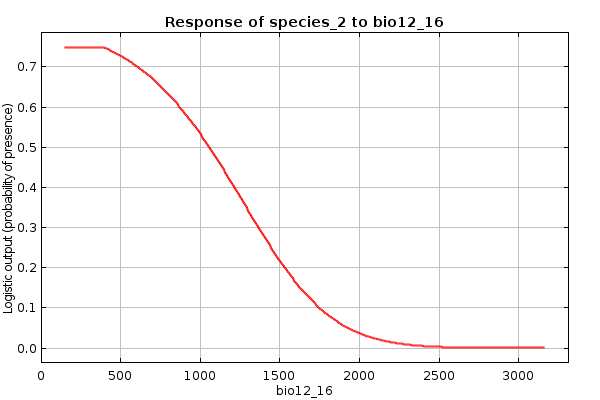 Response of species_2 to bio12_16
Logistic output (probability of presence)
0.7
0.6
0.5
0.4
0.3
0.2
0.1
0.0
0 500 1000 1500 2000 2500 3000
bio12_16